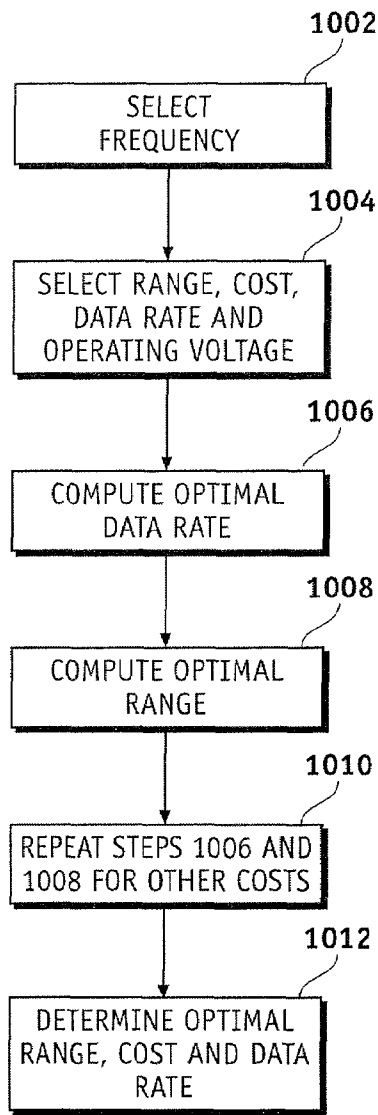 1002
SELECT
FREQUENCY
1004
SELECT RANGE, COST,
DATA RATE AND
OPERATING VOLTAGE
1006
COMPUTE OPTIMAL
DATA RATE
1008
COMPUTE OPTIMAL
RANGE
1010
REPEAT STEPS 1006 AND
1008 FOR OTHER COSTS
1012
DETERMINE OPTIMAL
RANGE, COST AND DATA
RATE